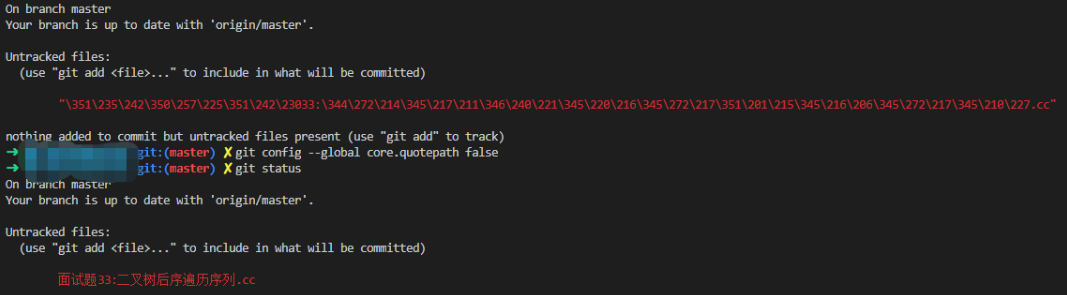 On branch master
Your branch is up to date with 'origin/master'.
Untracked files:
(use "git add <file>..." to include in what will be committed)
"\351\235\242\350\257\225\351\242\23033:\344\272\214\345\217\211\346\240\221\345\220\216\345\272\217\351\201\215\345\216\206\345\272\217\345\210\227.cc"
nothing added to commit but untracked files present (use "git add" to track)
➜ git:(master) ✗ git config --global core.quotepath false
➜ git:(master) ✗ git status
On branch master
Your branch is up to date with 'origin/master'.
Untracked files:
(use "git add <file>..." to include in what will be committed)
面试题33:二叉树后序遍历序列.cc